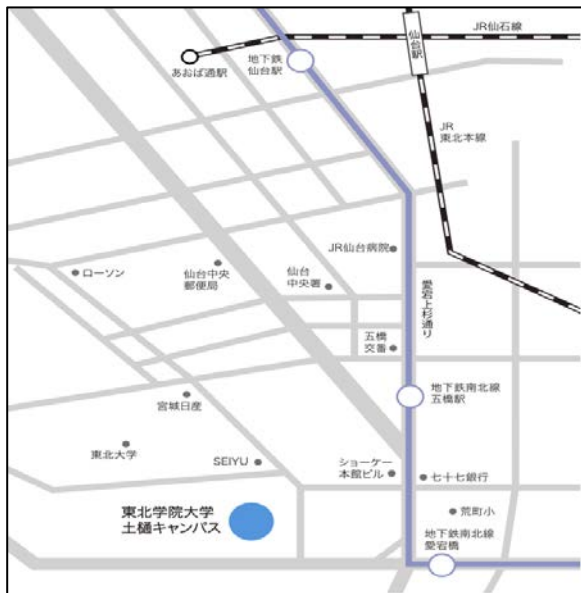 JR仙石線
仙台駅
あおば通駅
地下鉄
仙台駅
JR
東北本線
JR仙台病院
ローソン
仙台中央
郵便局
仙台
中央署
愛宕上杉通り
五橋
交番
地下鉄南北線
五橋駅
宮城日産
東北大学
SEIYU
ショーケー
本館ビル
七十七銀行
東北学院大学
土樋キャンパス
荒町小
地下鉄南北線
愛宕橋